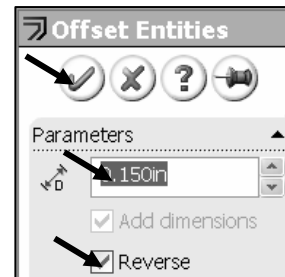 Offset Entities
?
Parameters
D
.150in
Add dimensions
Reverse